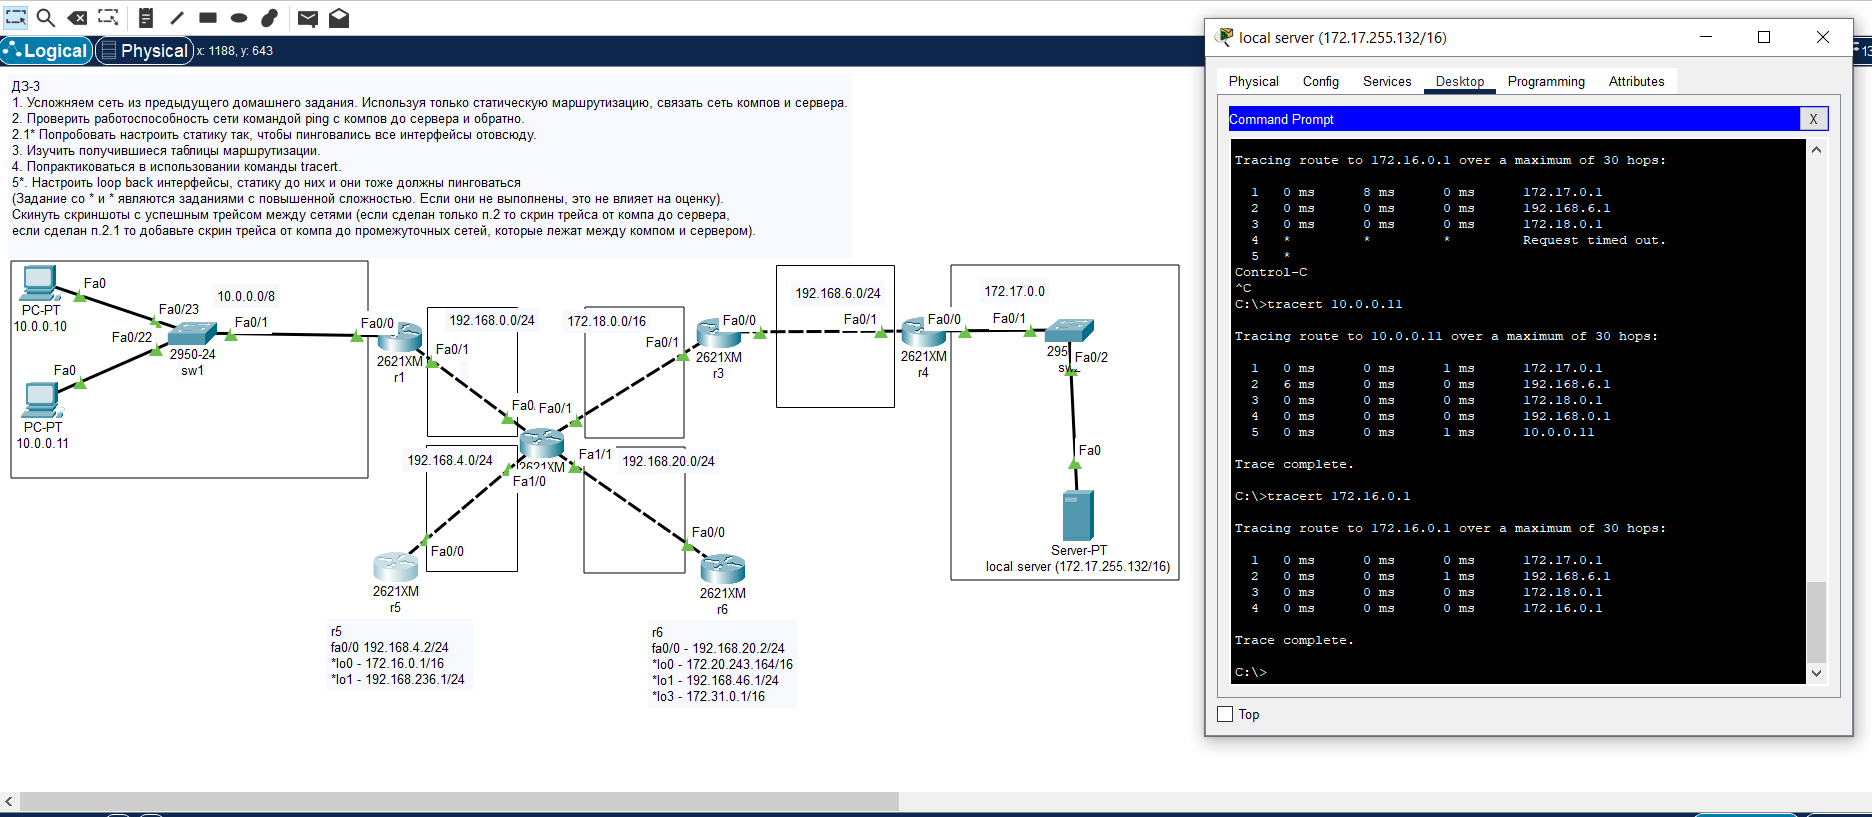 Logical
Physical
x: 1188, y: 643
ДЗ-3
1. Усложняем сеть из предыдущего домашнего задания. Используя только статическую маршрутизацию, связать сеть компов и сервера.
2. Проверить работоспособность сети командой ping с компов до сервера и обратно.
2.1* Попробовать настроить статику так, чтобы пинговались все интерфейсы отовсюду.
3. Изучить получившиеся таблицы маршрутизации.
4. Попрактиковаться в использовании команды tracert.
5*. Настроить loop back интерфейсы, статику до них и они тоже должны пинговаться
(Задание со * и * являются заданиями с повышенной сложностью. Если они не выполнены, это не влияет на оценку).
Скинуть скриншоты с успешным трейсом между сетями (если сделан только п.2 то скрин трейса от компа до сервера,
если сделан п.2.1 то добавьте скрин трейса от компа до промежуточных сетей, которые лежат между компом и сервером).
Fa0
PC-PT
10.0.0.10
Fa0/23
Fa0/22
10.0.0.0/8
Fa0/1
2950-24
sw1
Fa0
PC-PT
10.0.0.11
Fa0/0
2621XM
r1
Fa0/1
192.168.0.0/24
172.18.0.0/16
Fa0/1
Fa0/0
2621XM
r3
192.168.6.0/24
Fa0/1
Fa0/0
2621XM
r4
172.17.0.0
Fa0/1
295
Fa0/2
Fa0
Server-PT
local server (172.17.255.132/16)
Fa0/1
2621XM
Fa1/0
Fa1/1
192.168.4.0/24
192.168.20.0/24
Fa0/0
2621XM
r5
Fa0/0
2621XM
r6
r5
fa0/0 192.168.4.2/24
*lo0 - 172.16.0.1/16
*lo1 - 192.168.236.1/24
r6
fa0/0 - 192.168.20.2/24
*lo0 - 172.20.243.164/16
*lo1 - 192.168.46.1/24
*lo3 - 172.31.0.1/16
local server (172.17.255.132/16)
Physical Config Services Desktop Programming Attributes
Command Prompt
X
Tracing route to 172.16.0.1 over a maximum of 30 hops:
1 0 ms 8 ms 0 ms 172.17.0.1
2 0 ms 0 ms 0 ms 192.168.6.1
3 0 ms 0 ms 0 ms 172.18.0.1
4 * * * Request timed out.
5 *
Control-C
^C
C:\>tracert 10.0.0.11
Tracing route to 10.0.0.11 over a maximum of 30 hops:
1 0 ms 0 ms 1 ms 172.17.0.1
2 6 ms 0 ms 0 ms 192.168.6.1
3 0 ms 0 ms 0 ms 172.18.0.1
4 0 ms 0 ms 0 ms 192.168.0.1
5 0 ms 0 ms 1 ms 10.0.0.11
Trace complete.
C:\>tracert 172.16.0.1
Tracing route to 172.16.0.1 over a maximum of 30 hops:
1 0 ms 0 ms 0 ms 172.17.0.1
2 0 ms 0 ms 1 ms 192.168.6.1
3 0 ms 0 ms 0 ms 172.18.0.1
4 0 ms 0 ms 0 ms 172.16.0.1
Trace complete.
C:\>
Top